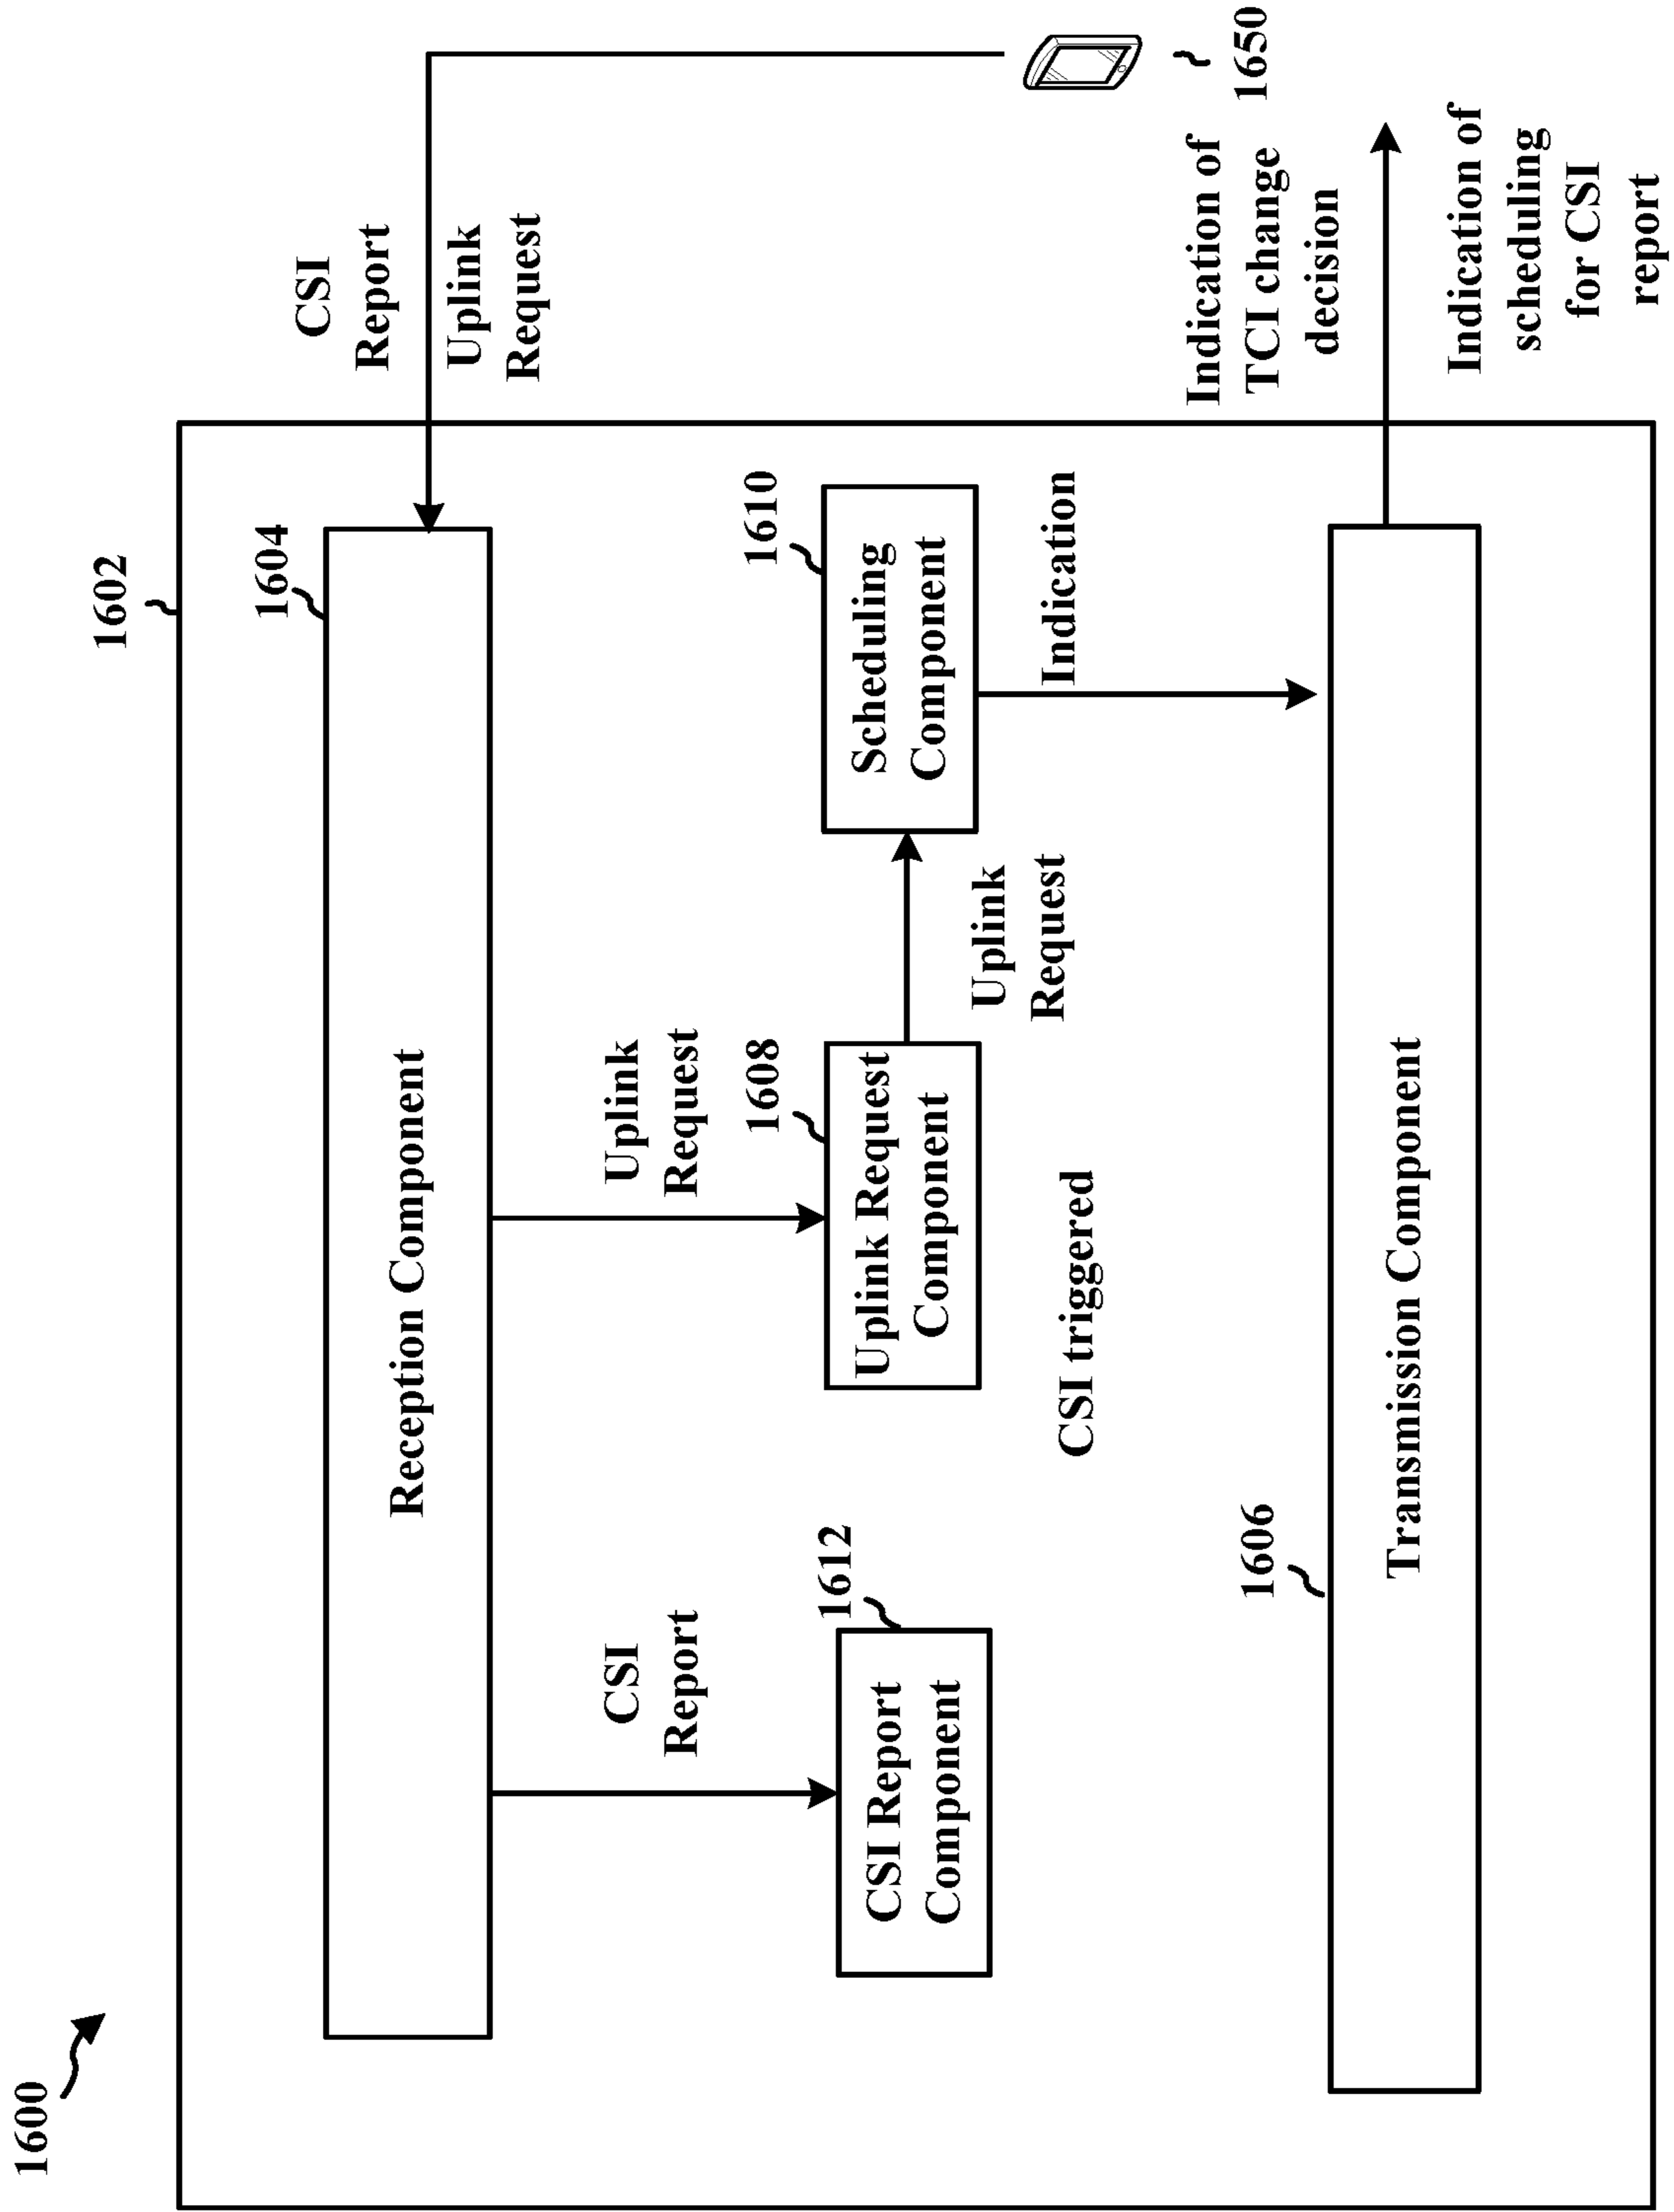 1600
1602
1604
Reception Component
CSI
Report
Uplink
Request
CSI
Report
Uplink
Request
1612
CSI Report
Component
1608
Uplink Request
Component
Uplink
Request
1610
Scheduling
Component
CSI triggered
Indication
1650
Indication of
TCI change
decision
1606
Transmission Component
Indication of
scheduling
for CSI
report